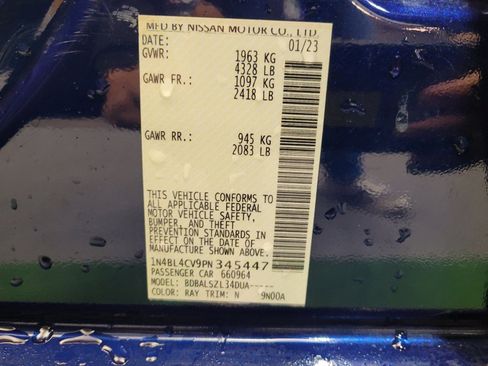 MFD BY NISSAN MOTOR CO., LTD.
DATE: 01/23
GVWR: 1963 KG
4328 LB
GAWR FR.: 1097 KG
2418 LB
GAWR RR.: 945 KG
2083 LB
THIS VEHICLE CONFORMS TO
ALL APPLICABLE FEDERAL
MOTOR VEHICLE SAFETY,
BUMPER, AND THEFT
PREVENTION STANDARDS IN
EFFECT ON THE DATE OF
MANUFACTURE SHOWN ABOVE.
1N4BL4CV9PN345447
PASSENGER CAR 660964
MODEL: BDBALSZL34DUA-----
COLOR: RAY TRIM: N 9N00A